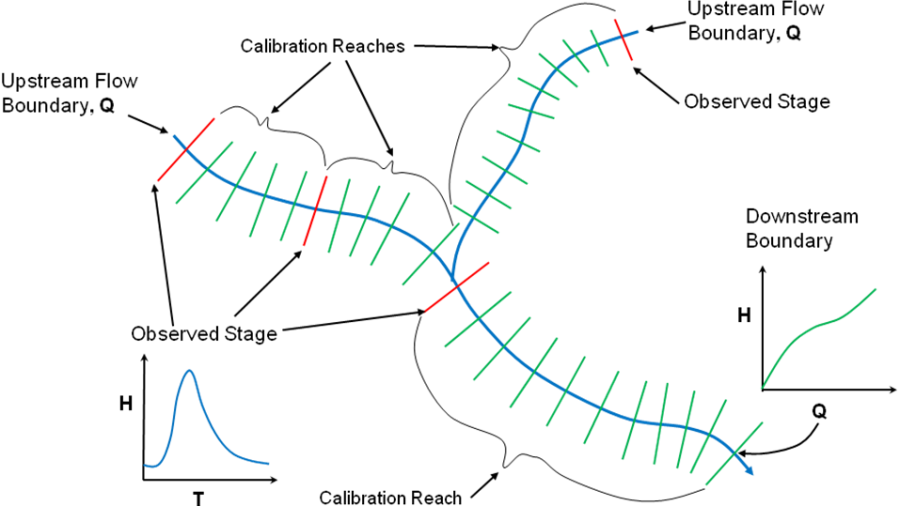 Upstream Flow
Boundary, Q
Calibration Reaches
Upstream Flow
Boundary, Q
Observed Stage
Downstream
Boundary
H
Q
Observed Stage
H
T
Calibration Reach